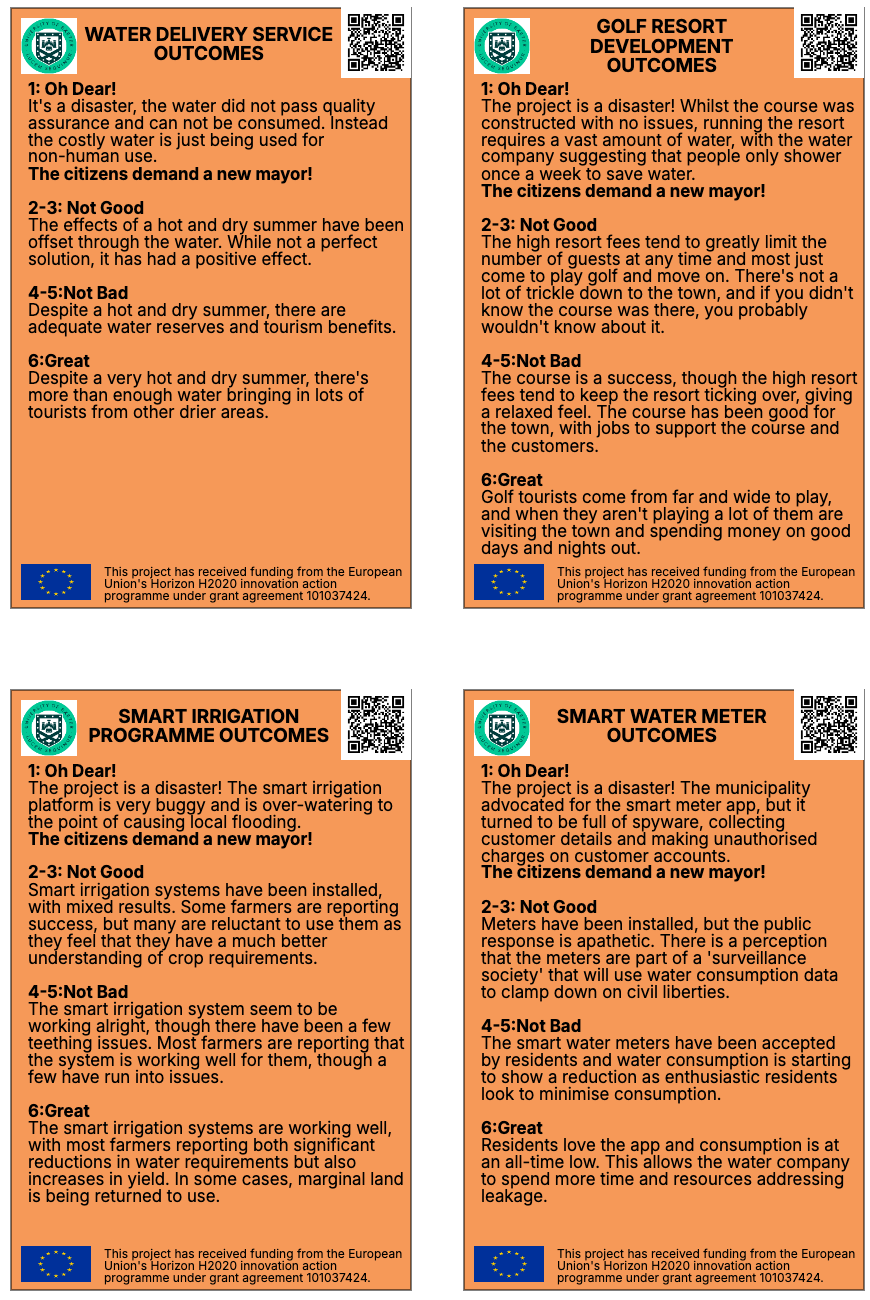 WATER DELIVERY SERVICE
OUTCOMES
1: Oh Dear!
It's a disaster, the water did not pass quality
assurance and can not be consumed. Instead
the costly water is just being used for
non-human use.
The citizens demand a new mayor!
2-3: Not Good
The effects of a hot and dry summer have been
offset through the water. While not a perfect
solution, it has had a positive effect.
4-5:Not Bad
Despite a hot and dry summer, there are
adequate water reserves and tourism benefits.
6:Great
Despite a very hot and dry summer, there's
more than enough water bringing in lots of
tourists from other drier areas.
This project has received funding from the European
Union's Horizon H2020 innovation action
programme under grant agreement 101037424.
GOLF RESORT
DEVELOPMENT
OUTCOMES
1: Oh Dear!
The project is a disaster! Whilst the course was
constructed with no issues, running the resort
requires a vast amount of water, with the water
company suggesting that people only shower
once a week to save water.
The citizens demand a new mayor!
2-3: Not Good
The high resort fees tend to greatly limit the
number of guests at any time and most just
come to play golf and move on. There's not a
lot of trickle down to the town, and if you didn't
know the course was there, you probably
wouldn't know about it.
4-5:Not Bad
The course is a success, though the high resort
fees tend to keep the resort ticking over, giving
a relaxed feel. The course has been good for
the town, with jobs to support the course and
the customers.
6:Great
Golf tourists come from far and wide to play,
and when they aren't playing a lot of them are
visiting the town and spending money on good
days and nights out.
This project has received funding from the European
Union's Horizon H2020 innovation action
programme under grant agreement 101037424.
SMART IRRIGATION
PROGRAMME OUTCOMES
1: Oh Dear!
The project is a disaster! The smart irrigation
platform is very buggy and is over-watering to
the point of causing local flooding.
The citizens demand a new mayor!
2-3: Not Good
Smart irrigation systems have been installed,
with mixed results. Some farmers are reporting
success, but many are reluctant to use them as
they feel that they have a much better
understanding of crop requirements.
4-5:Not Bad
The smart irrigation system seem to be
working alright, though there have been a few
teething issues. Most farmers are reporting that
the system is working well for them, though a
few have run into issues.
6:Great
The smart irrigation systems are working well,
with most farmers reporting both significant
reductions in water requirements but also
increases in yield. In some cases, marginal land
is being returned to use.
This project has received funding from the European
Union's Horizon H2020 innovation action
programme under grant agreement 101037424.
SMART WATER METER
OUTCOMES
1: Oh Dear!
The project is a disaster! The municipality
advocated for the smart meter app, but it
turned to be full of spyware, collecting
customer details and making unauthorised
charges on customer accounts.
The citizens demand a new mayor!
2-3: Not Good
Meters have been installed, but the public
response is apathetic. There is a perception
that the meters are part of a 'surveillance
society' that will use water consumption data
to clamp down on civil liberties.
4-5:Not Bad
The smart water meters have been accepted
by residents and water consumption is starting
to show a reduction as enthusiastic residents
look to minimise consumption.
6:Great
Residents love the app and consumption is at
an all-time low. This allows the water company
to spend more time and resources addressing
leakage.
This project has received funding from the European
Union's Horizon H2020 innovation action
programme under grant agreement 101037424.